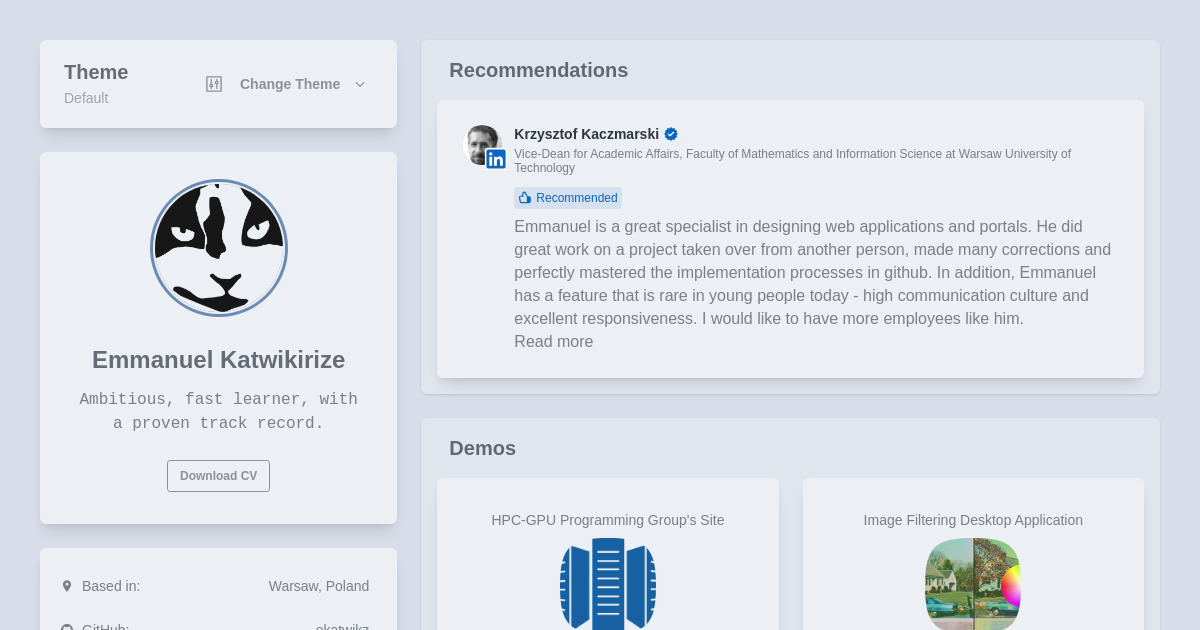 Theme
Default
Change Theme
Emmanuel Katwikirize
Ambitious, fast learner, with
a proven track record.
Download CV
Based in:
Warsaw, Poland
GitHub:
ekatwikz
Recommendations
Krzysztof Kaczmarski
in
Vice-Dean for Academic Affairs, Faculty of Mathematics and Information Science at Warsaw University of
Technology
Recommended
Emmanuel is a great specialist in designing web applications and portals. He did
great work on a project taken over from another person, made many corrections and
perfectly mastered the implementation processes in github. In addition, Emmanuel
has a feature that is rare in young people today - high communication culture and
excellent responsiveness. I would like to have more employees like him.
Read more
Demos
HPC-GPU Programming Group's Site
Image Filtering Desktop Application